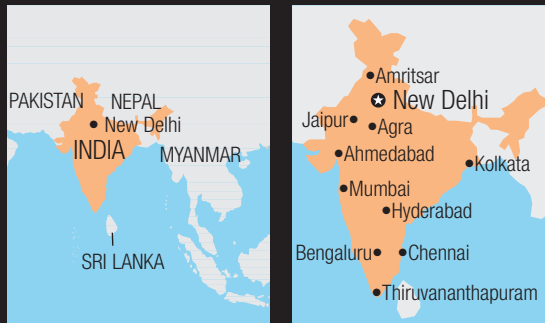 PAKISTAN NEPAL
New Delhi
INDIA
MYANMAR
SRI LANKA
Amritsar
New Delhi
Jaipur
Agra
Ahmedabad
Kolkata
Mumbai
Hyderabad
Bengaluru
Chennai
Thiruvananthapuram